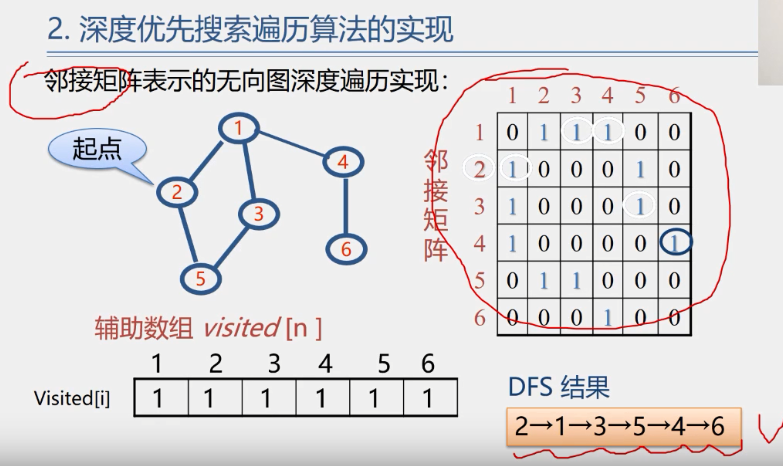 2. 深度优先搜索遍历算法的实现
邻接矩阵表示的无向图深度遍历实现：
起点
1
2
3
4
5
6
邻接矩阵
1 2 3 4 5 6
1 0 1 1 1 0 0
2 1 0 0 0 1 0
3 1 0 0 0 1 0
4 1 0 0 0 0 1
5 0 1 1 0 0 0
6 0 0 0 1 0 0
辅助数组 visited [n ]
1 2 3 4 5 6
Visited[i] 1 1 1 1 1 1
DFS 结果
2→1→3→5→4→6